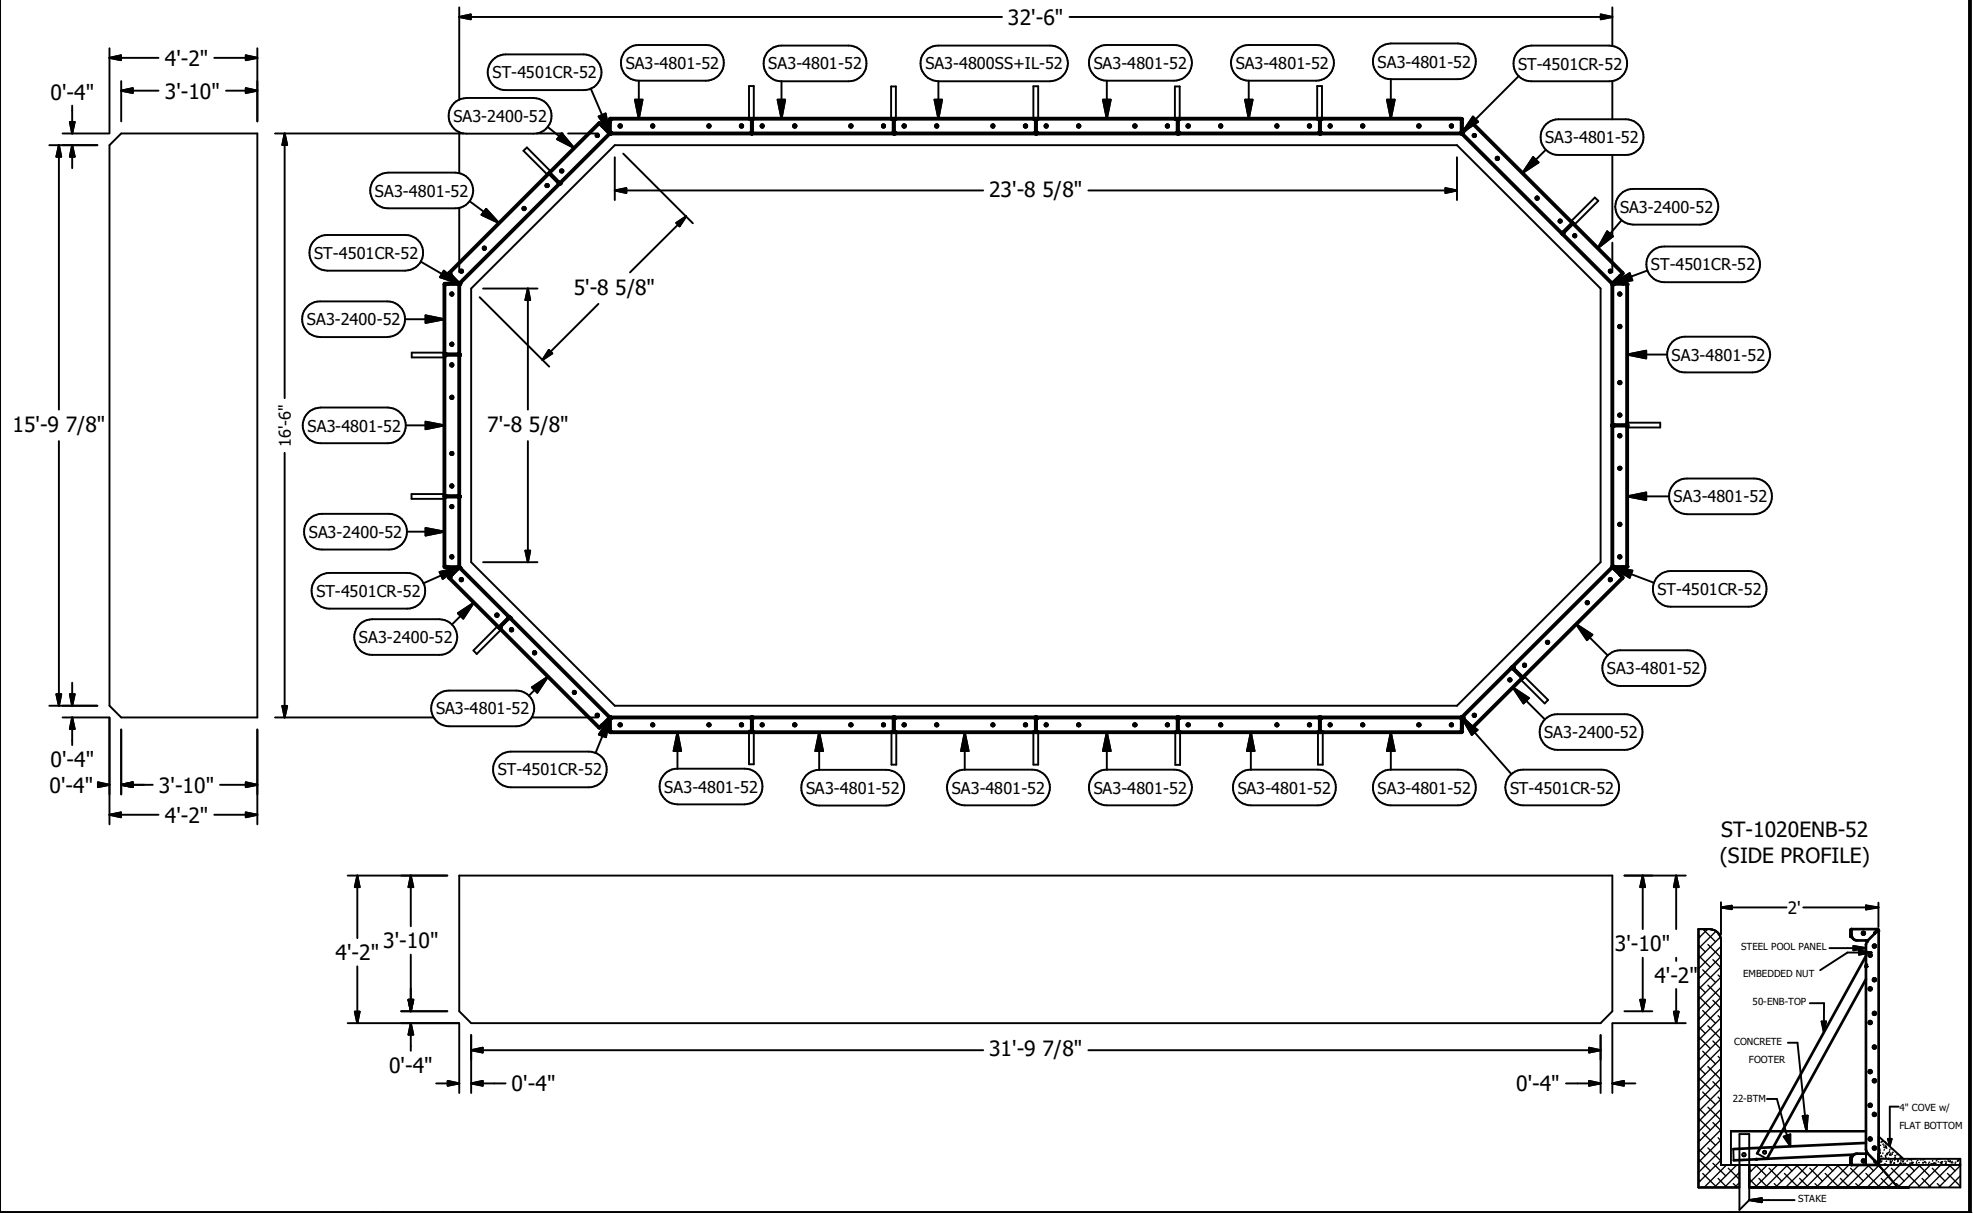 32'-6"
4'-2"
3'-10"
0'-4"
ST-4501CR-52
SA3-4801-52
SA3-4801-52
SA3-4800SS+IL-52
SA3-4801-52
SA3-4801-52
SA3-4801-52
ST-4501CR-52
SA3-2400-52
SA3-4801-52
SA3-4801-52
SA3-2400-52
23'-8 5/8"
ST-4501CR-52
ST-4501CR-52
5'-8 5/8"
SA3-2400-52
SA3-4801-52
15'-9 7/8"
16'-6"
SA3-4801-52
7'-8 5/8"
SA3-4801-52
SA3-2400-52
ST-4501CR-52
ST-4501CR-52
SA3-2400-52
SA3-4801-52
SA3-4801-52
SA3-2400-52
0'-4"
0'-4"
3'-10"
4'-2"
ST-4501CR-52
SA3-4801-52
SA3-4801-52
SA3-4801-52
SA3-4801-52
SA3-4801-52
SA3-4801-52
ST-4501CR-52
4'-2"
3'-10"
3'-10"
4'-2"
0'-4"
0'-4"
31'-9 7/8"
0'-4"
ST-1020ENB-52
(SIDE PROFILE)
2'
STEEL POOL PANEL
EMBEDDED NUT
50-ENB-TOP
CONCRETE
FOOTER
22-BTM
4" COVE w/
FLAT BOTTOM
STAKE